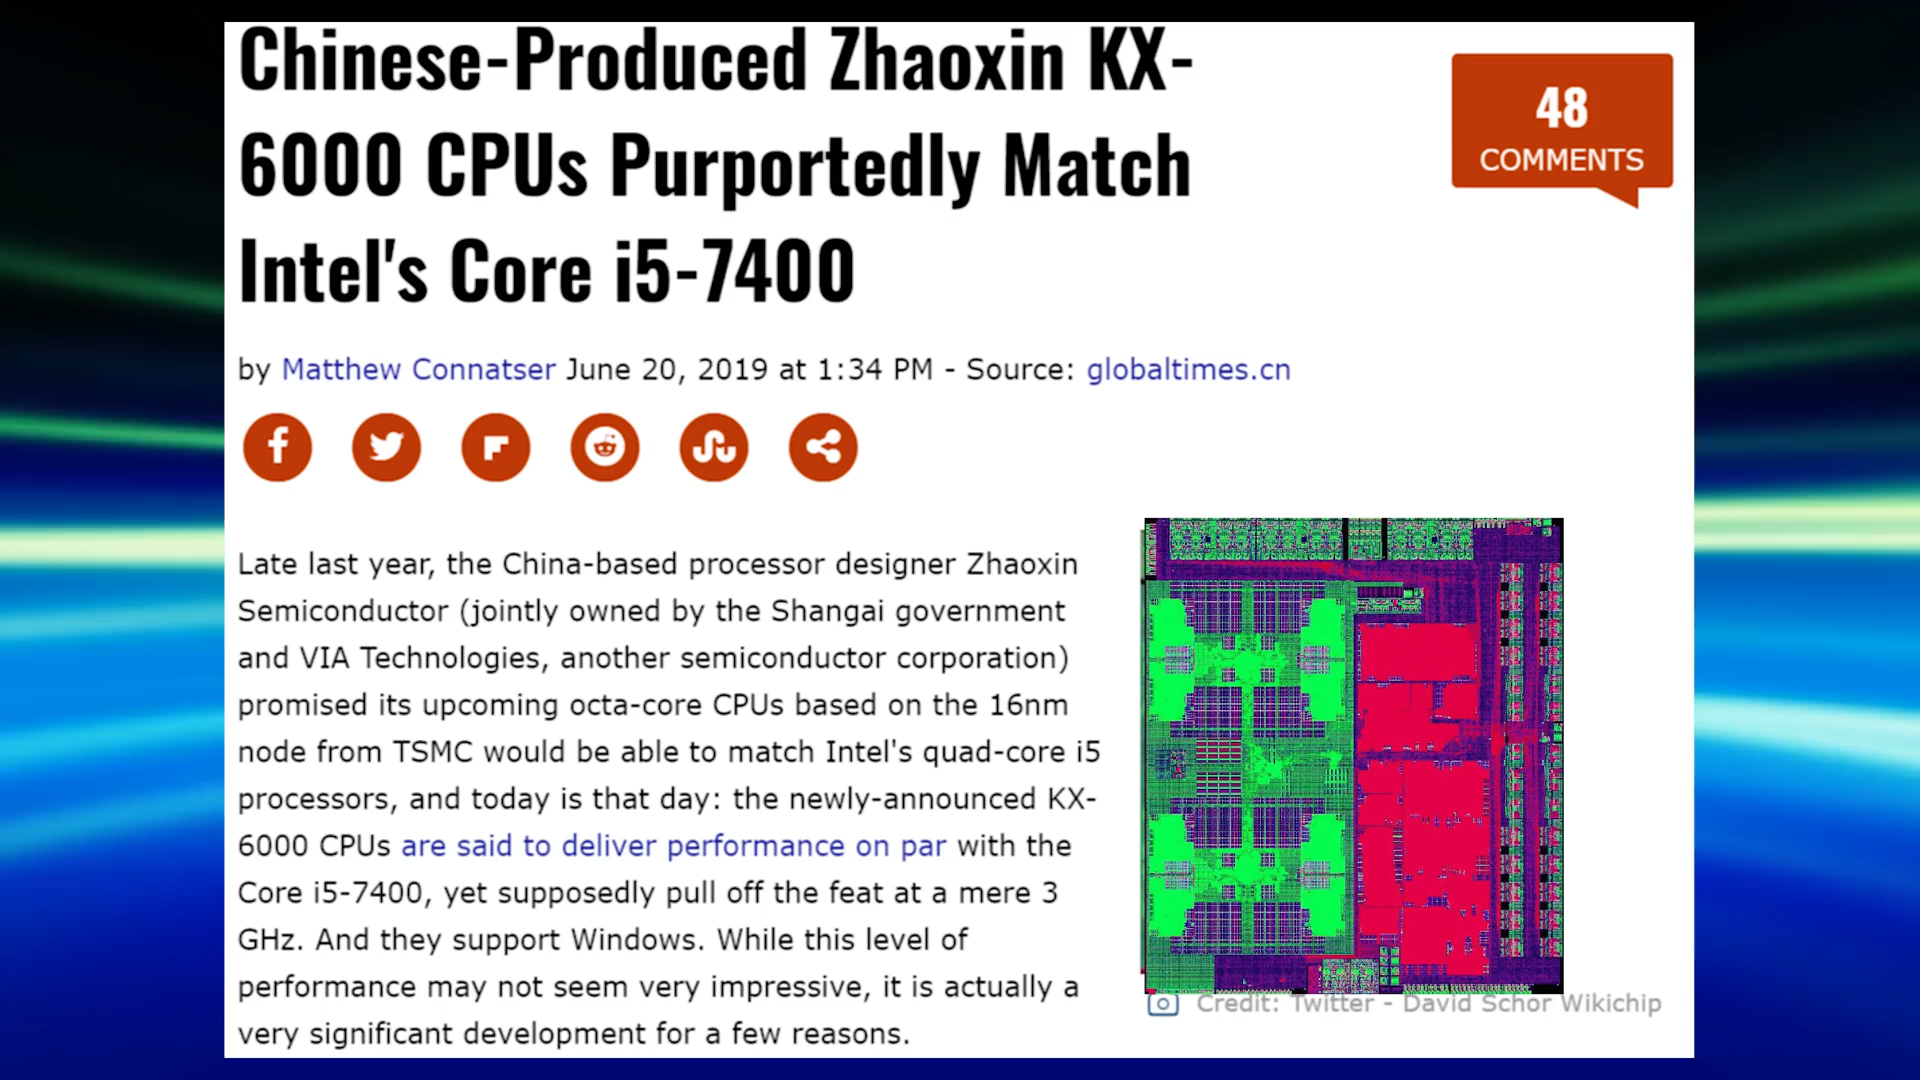 Chinese-Produced Zhaoxin KX-
6000 CPUs Purportedly Match
Intel's Core i5-7400
48
COMMENTS
by Matthew Connatser June 20, 2019 at 1:34 PM - Source: globaltimes.cn
Late last year, the China-based processor designer Zhaoxin
Semiconductor (jointly owned by the Shangai government
and VIA Technologies, another semiconductor corporation)
promised its upcoming octa-core CPUs based on the 16nm
node from TSMC would be able to match Intel's quad-core i5
processors, and today is that day: the newly-announced KX-
6000 CPUs are said to deliver performance on par with the
Core i5-7400, yet supposedly pull off the feat at a mere 3
GHz. And they support Windows. While this level of
performance may not seem very impressive, it is actually a
very significant development for a few reasons.
Credit: Twitter - David Schor Wikichip